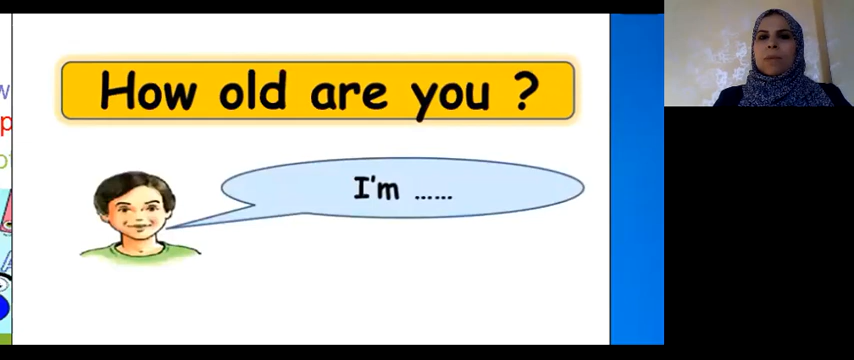 How old are you ?
I'm ......